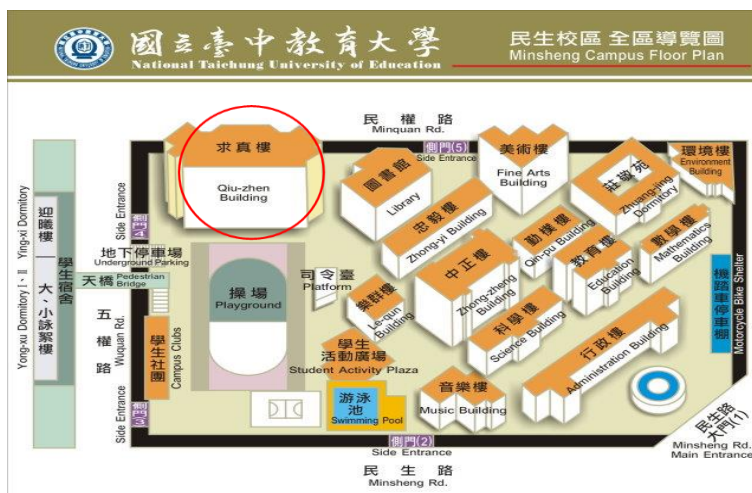 國立臺中教育大學
National Taichung University of Education
民生校區 全區導覽圖
Minsheng Campus Floor Plan
民權路
Minquan Rd.
側門(5)
Side Entrance
求真樓
Qiu-zhen
Building
圖書館
Library
美術樓
Fine Arts
Building
莊敬苑
Zhuang-jing
Dormitory
環境樓
Environment
Building
忠毅樓
Zhong-yi Building
勤樸樓
Qin-pu Building
教育樓
Education
Building
數學樓
Mathematics
Building
迎曦樓
大、小詠絮樓
Ying-xi Dormitory
Yong-xu Dormitory I、II
學生宿舍
Side Entrance
側門4
地下停車場
Underground Parking
天橋
Pedestrian
Bridge
五權路
Wuquan Rd.
操場
Playground
司令臺
Platform
樂群樓
Le-qun
Building
中正樓
Zhong-zheng
Building
科學樓
Science Building
行政樓
Administration Building
機踏車停車棚
Motorcycle Bike Shelter
學生社團
Campus Clubs
學生
活動廣場
Student Activity Plaza
游泳
池
Swimming Pool
音樂樓
Music Building
側門3
Side Entrance
側門(2)
Side Entrance
民生路
Minsheng Rd.
民生路
大門(1)
Minsheng Rd.
Main Entrance